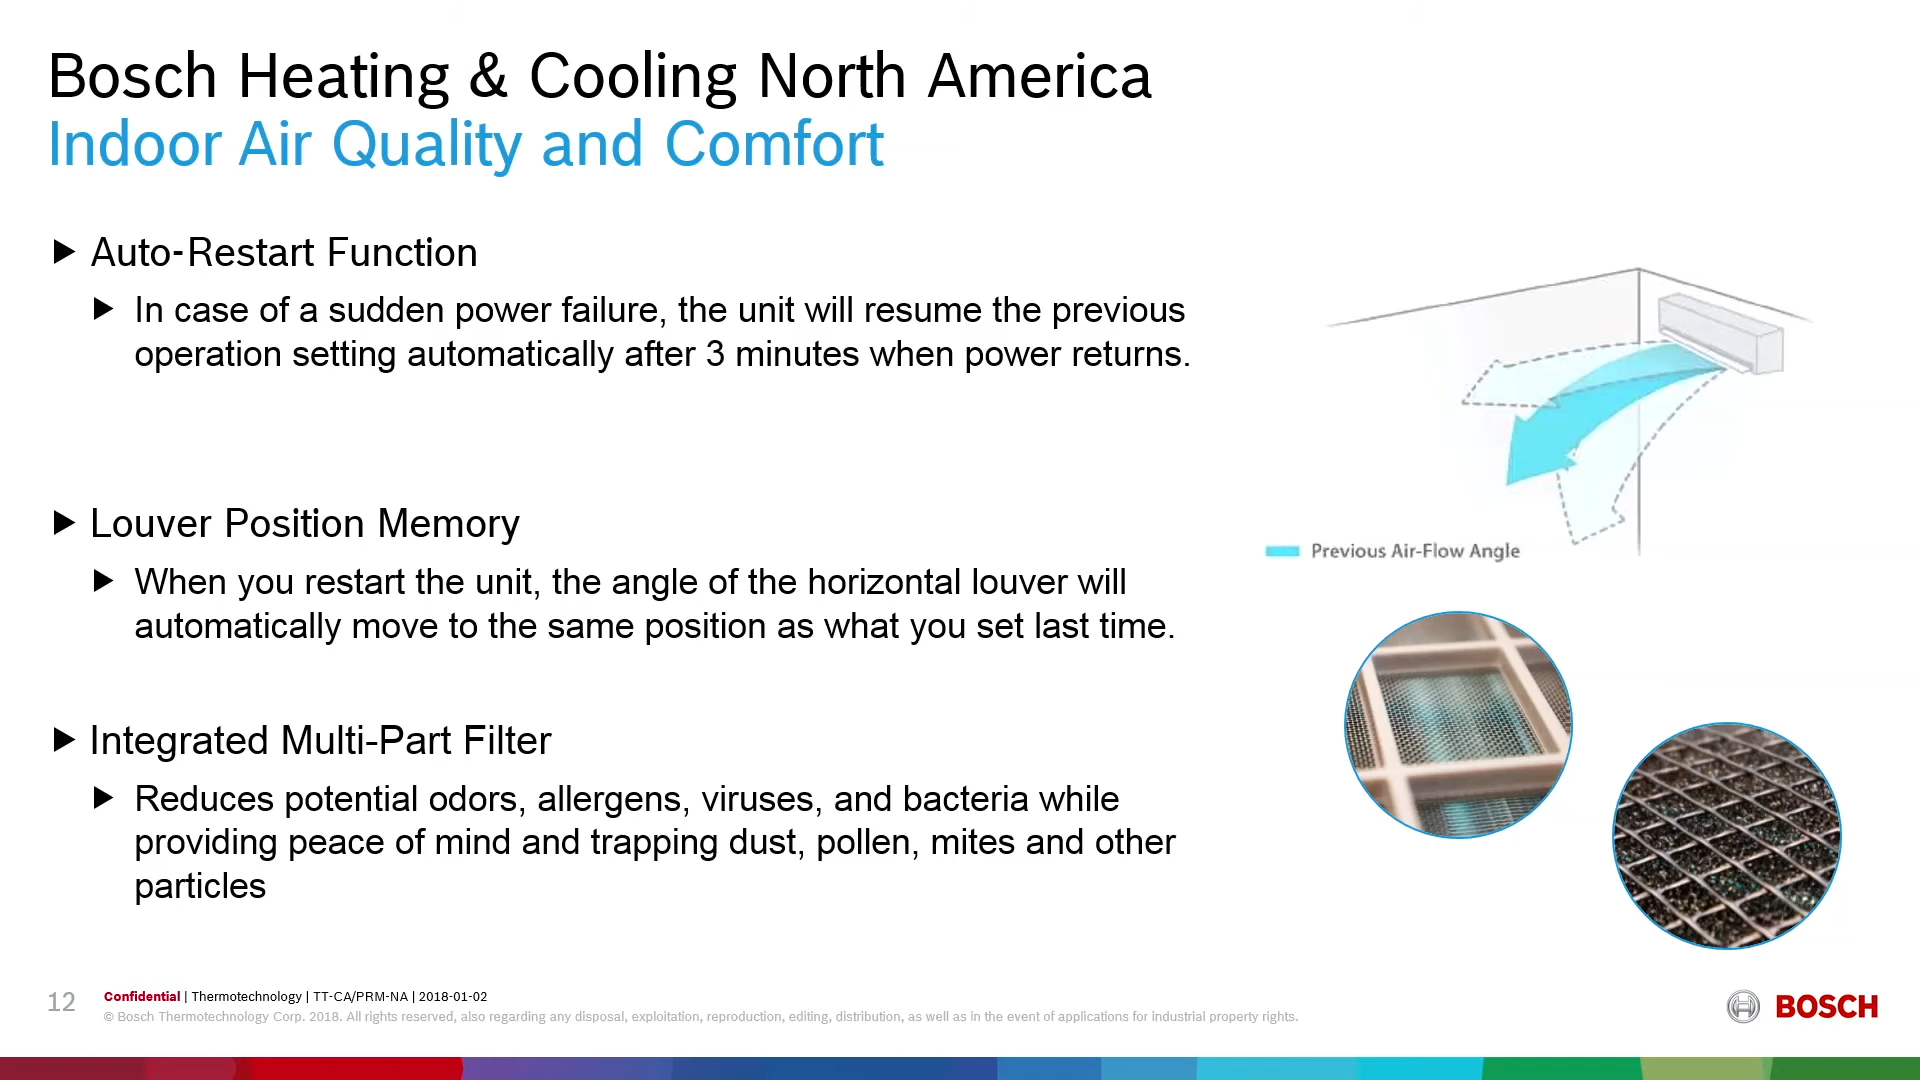 Bosch Heating & Cooling North America
Indoor Air Quality and Comfort
Auto-Restart Function
In case of a sudden power failure, the unit will resume the previous
operation setting automatically after 3 minutes when power returns.
Louver Position Memory
When you restart the unit, the angle of the horizontal louver will
automatically move to the same position as what you set last time.
Previous Air-Flow Angle
Integrated Multi-Part Filter
Reduces potential odors, allergens, viruses, and bacteria while
providing peace of mind and trapping dust, pollen, mites and other
particles
12
Confidential | Thermotechnology | TT-CA/PRM-NA | 2018-01-02
© Bosch Thermotechnology Corp. 2018. All rights reserved, also regarding any disposal, exploitation, reproduction, editing, distribution, as well as in the event of applications for industrial property rights.
BOSCH